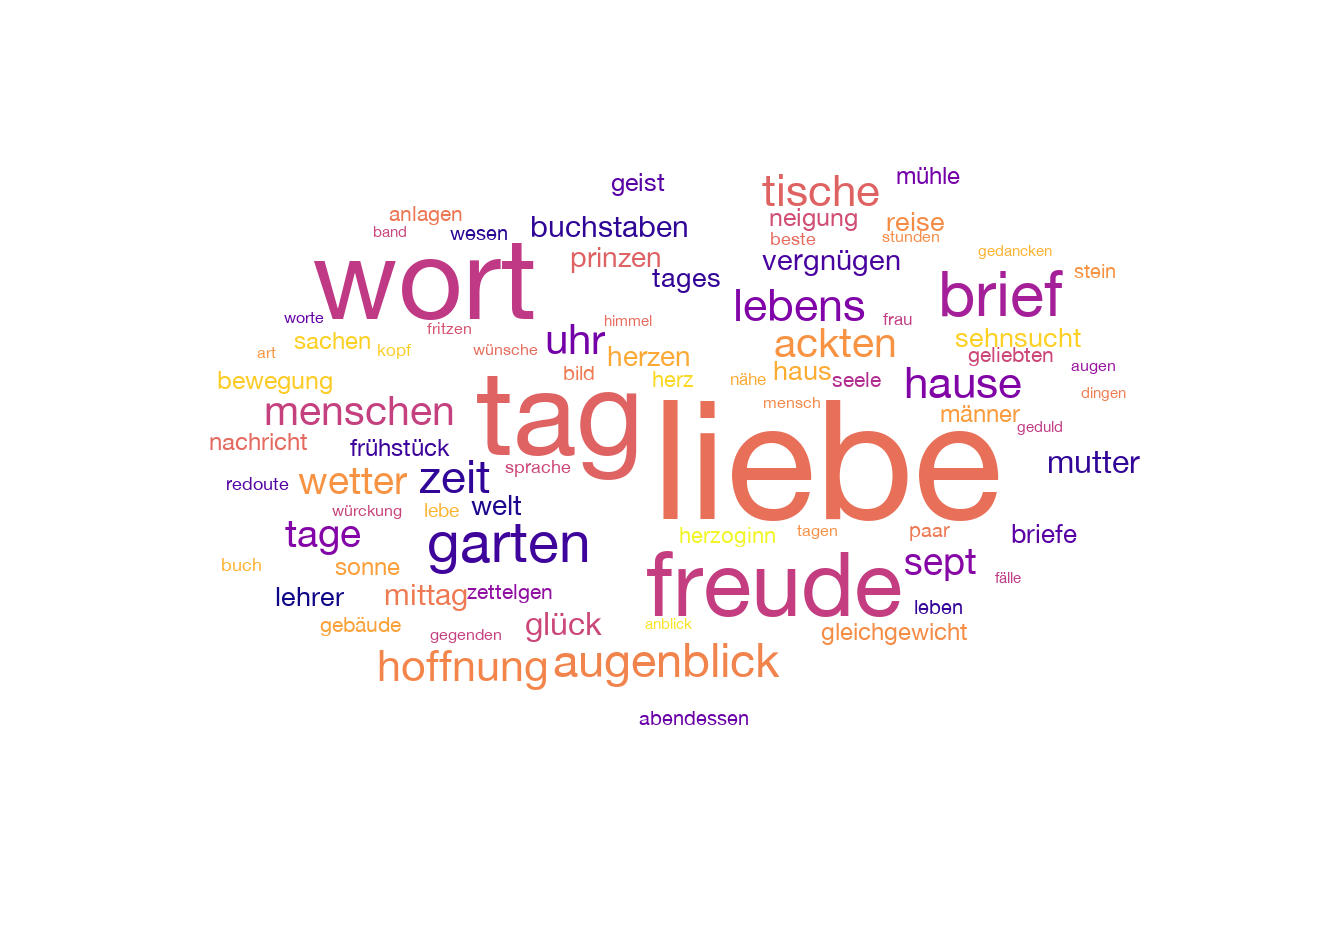 geist
tische
mühle
anlagen
buchstaben
neigung
reise
band
wesen
beste
stunden
prinzen
vergnügen
gedancken
wort
tages
stein
lebens
brief
worte
fritzen
himmel
frau
sachen
kopf
wünsche
uhr
herzen
ackten
sehnsucht
art
geliebten
bewegung
bild
herz
nähe
haus
seele
hause
augen
menschen
tag
liebe
mensch
männer
dingen
nachricht
frühstück
geduld
redoute
wetter
zeit
sprache
mutter
würckung
lebe
welt
tage
garten
herzoginn
tagen
paar
briefe
buch
sonne
freude
sept
fälle
lehrer
mittag
zettelgen
leben
gebäude
gegenden
glück
anblick
gleichgewicht
hoffnung
augenblick
abendessen